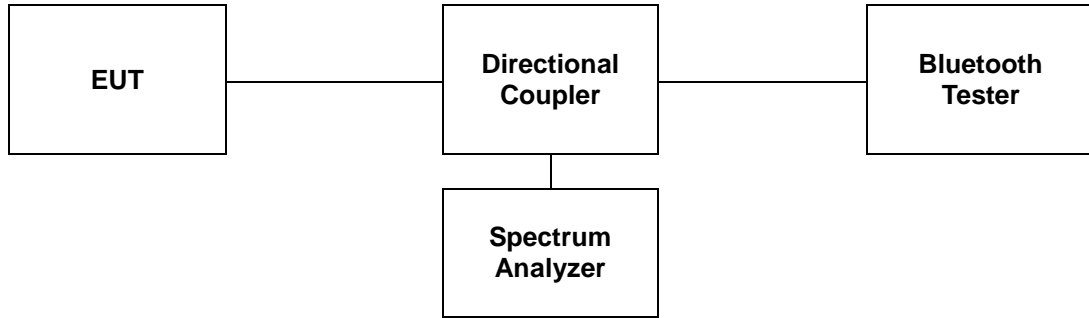 EUT
Directional
Coupler
Bluetooth
Tester
Spectrum
Analyzer